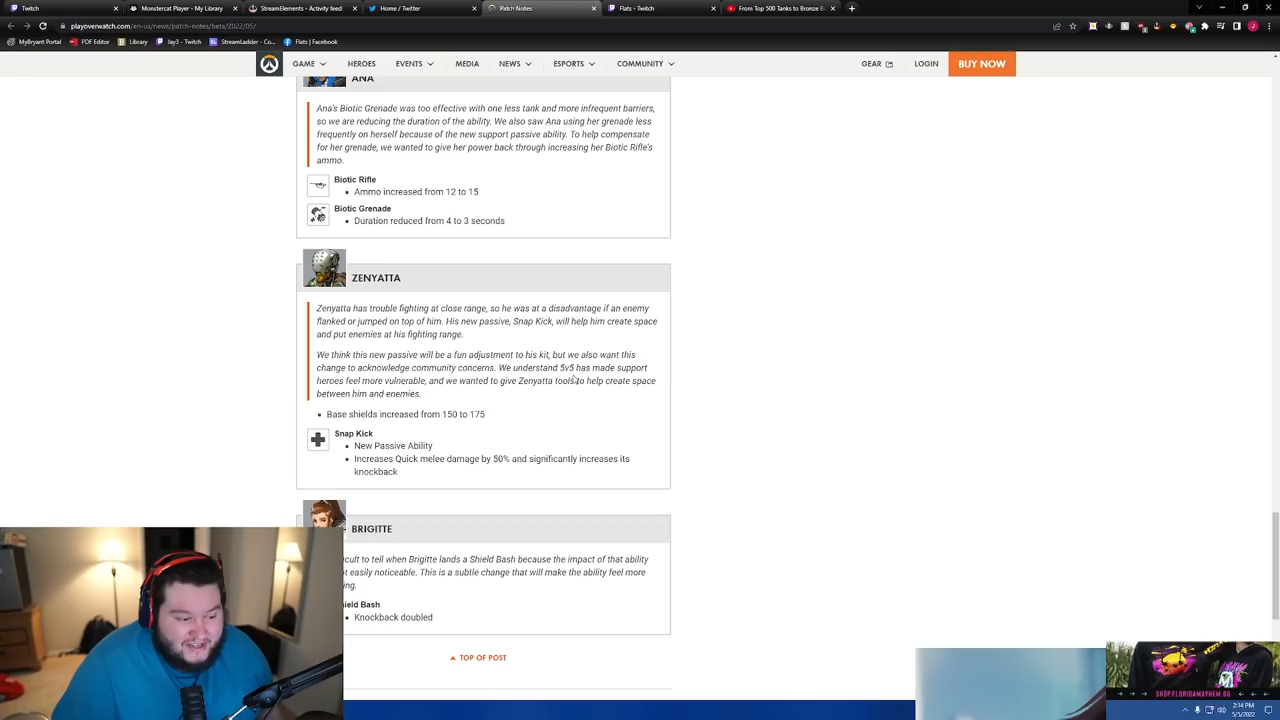 Twitch
Monstercat Player - My Library
StreamElements - Activity feed
Home / Twitter
Patch Notes
Flats - Twitch
From Top 500 Tanks to Bronze B
playoverwatch.com/en-us/news/patch-notes/beta/2022/05/
MyBryant Portal
PDF Editor
Library
Jay3 - Twitch
StreamLadder - Co...
Flats | Facebook
GAME
HEROES
EVENTS
MEDIA
NEWS
ESPORTS
COMMUNITY
GEAR
LOGIN
BUY NOW
ANA
Ana's Biotic Grenade was too effective with one less tank and more infrequent barriers,
so we are reducing the duration of the ability. We also saw Ana using her grenade less
frequently on herself because of the new support passive ability. To help compensate
for her grenade, we wanted to give her power back through increasing her Biotic Rifle's
ammo.
Biotic Rifle
• Ammo increased from 12 to 15
Biotic Grenade
• Duration reduced from 4 to 3 seconds
ZENYATTA
Zenyatta has trouble fighting at close range, so he was at a disadvantage if an enemy
flanked or jumped on top of him. His new passive, Snap Kick, will help him create space
and put enemies at his fighting range.
We think this new passive will be a fun adjustment to his kit, but we also want this
change to acknowledge community concerns. We understand 5v5 has made support
heroes feel more vulnerable, and we wanted to give Zenyatta tools to help create space
between him and enemies.
• Base shields increased from 150 to 175
Snap Kick
• New Passive Ability
• Increases Quick melee damage by 50% and significantly increases its
knockback
BRIGITTE
icult to tell when Brigitte lands a Shield Bash because the impact of that ability
ot easily noticeable. This is a subtle change that will make the ability feel more
ing.
ield Bash
• Knockback doubled
TOP OF POST
SHOP.FLORIDAMAYHEM.GG
2:34 PM
5/5/2022